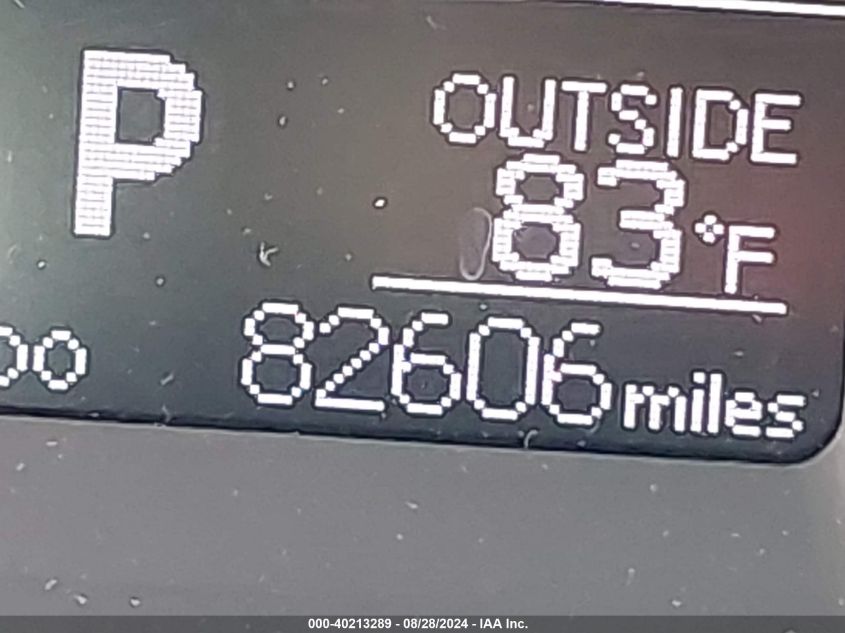 P
OUTSIDE
83°F
82606 miles
000-40213289 - 08/28/2024 - IAA Inc.